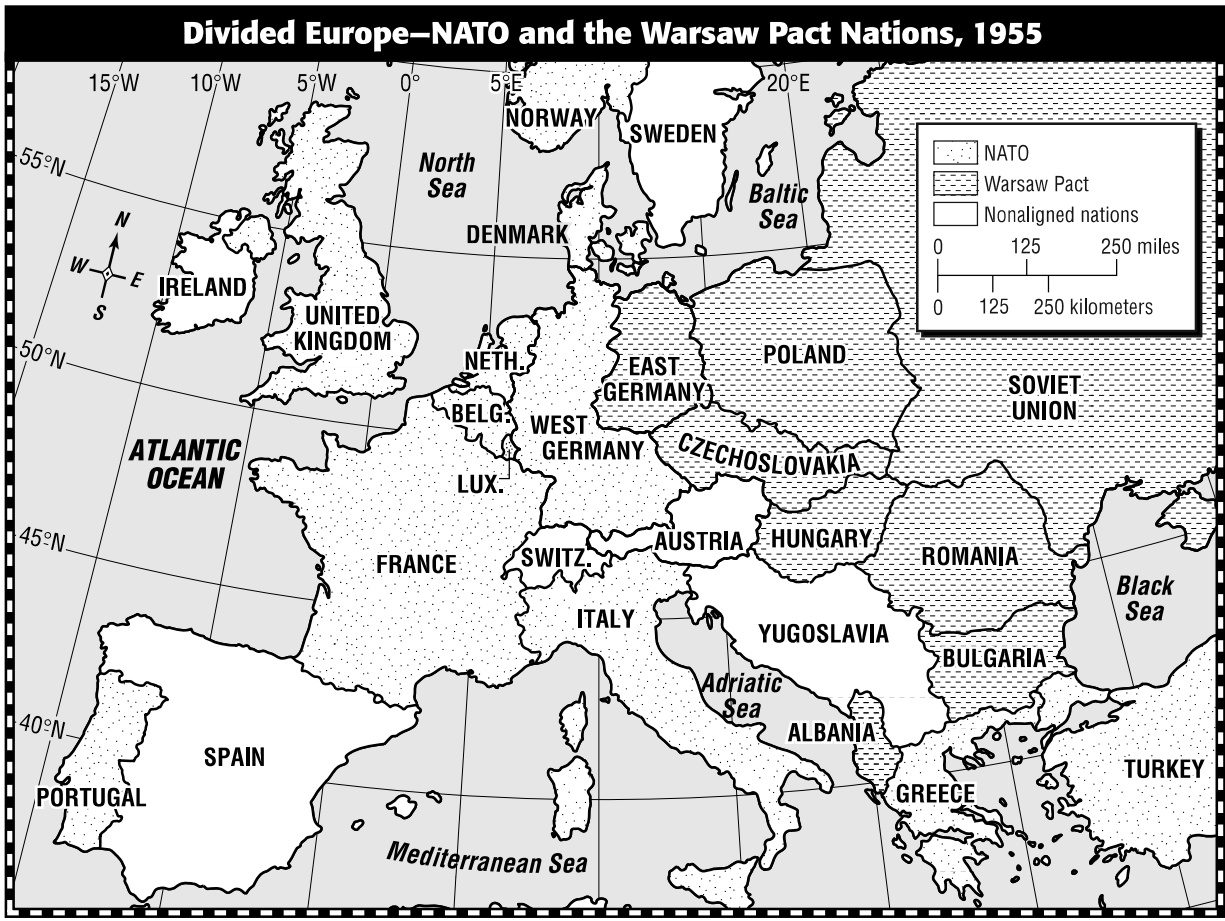 Divided Europe–NATO and the Warsaw Pact Nations, 1955
15°W
10°W
5°W
0°
5°E
20°E
55°N
50°N
45°N
40°N
N
W
E
S
NATO
Warsaw Pact
Nonaligned nations
0 125 250 miles
0 125 250 kilometers
NORWAY
SWEDEN
North
Sea
Baltic
Sea
DENMARK
IRELAND
UNITED
KINGDOM
NETH.
BELG.
LUX.
WEST
GERMANY
EAST
GERMANY
POLAND
SOVIET
UNION
CZECHOSLOVAKIA
ATLANTIC
OCEAN
FRANCE
SWITZ.
AUSTRIA
HUNGARY
ROMANIA
Black
Sea
ITALY
YUGOSLAVIA
BULGARIA
Adriatic
Sea
ALBANIA
GREECE
TURKEY
SPAIN
PORTUGAL
Mediterranean Sea